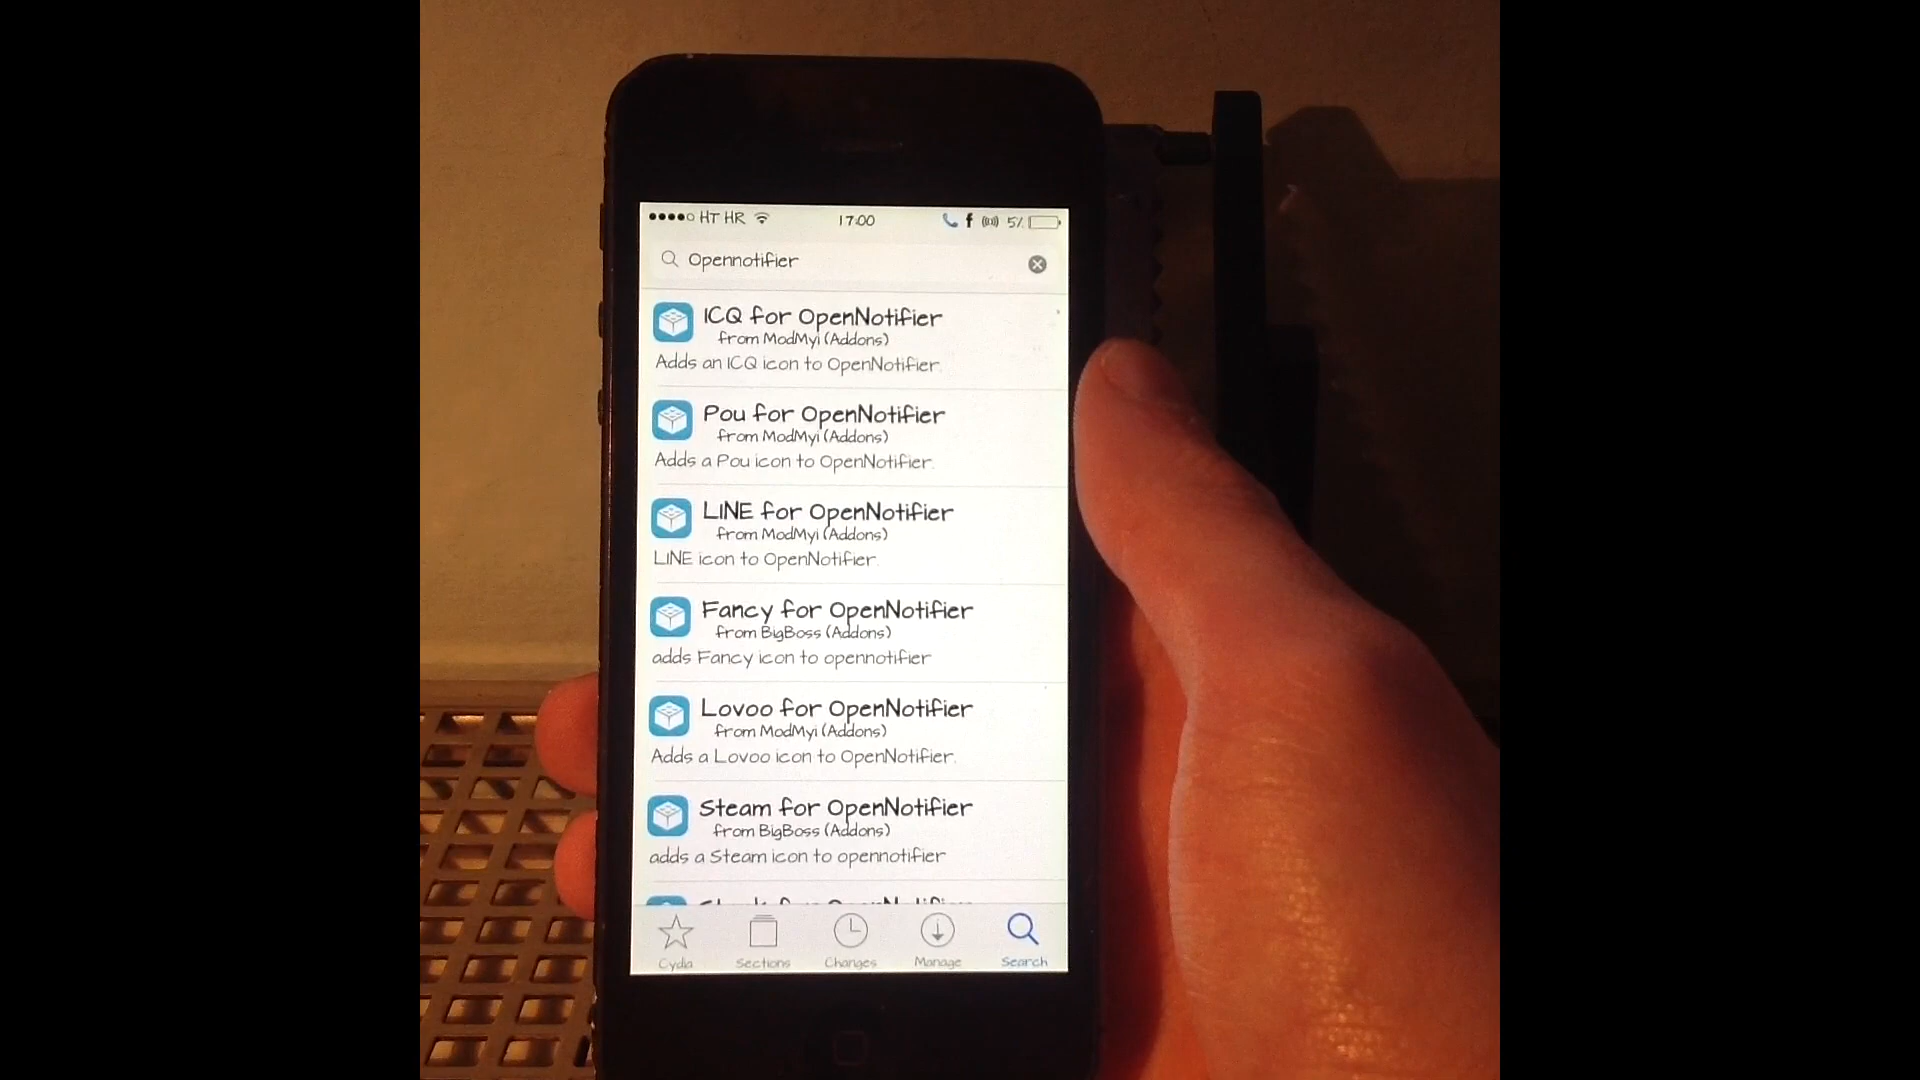 HT HR 17:00 5%
Opennotifier
ICQ for OpenNotifier
from ModMyi (Addons)
Adds an ICQ icon to OpenNotifier.
Pou for OpenNotifier
from ModMyi (Addons)
Adds a Pou icon to OpenNotifier.
LINE for OpenNotifier
from ModMyi (Addons)
LINE icon to OpenNotifier.
Fancy for OpenNotifier
from BigBoss (Addons)
adds Fancy icon to opennotifier
Lovoo for OpenNotifier
from ModMyi (Addons)
Adds a Lovoo icon to OpenNotifier.
Steam for OpenNotifier
from BigBoss (Addons)
adds a Steam icon to opennotifier
Cydia Sections Changes Manage Search